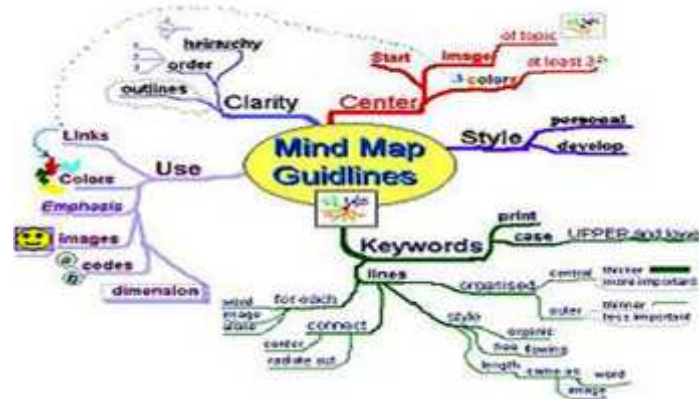 Mind Map
Guidlines
Center
Start
image
of topic
colors
at least 3
Style
personal
develop
Keywords
print
case
UPPER and
lines
organised
central
thicker
more important
outer
thinner
less important
style
organic
free flowing
length
same as
word
image
connect
center
radiate out
for each
word
image
alone
Use
Links
Colors
Emphasis
images
codes
dimension
Clarity
heirachy
order
outlines